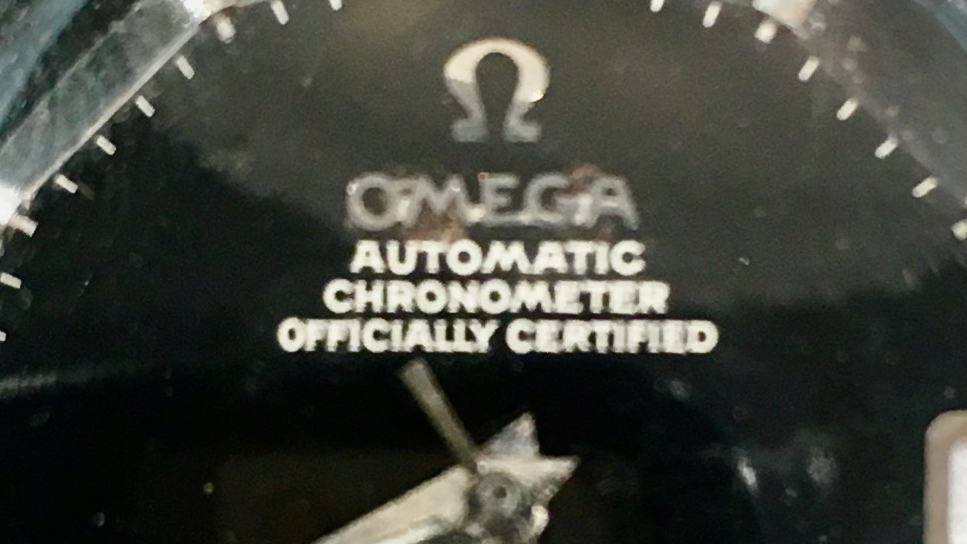 Ω
OMEGA
AUTOMATIC
CHRONOMETER
OFFICIALLY CERTIFIED